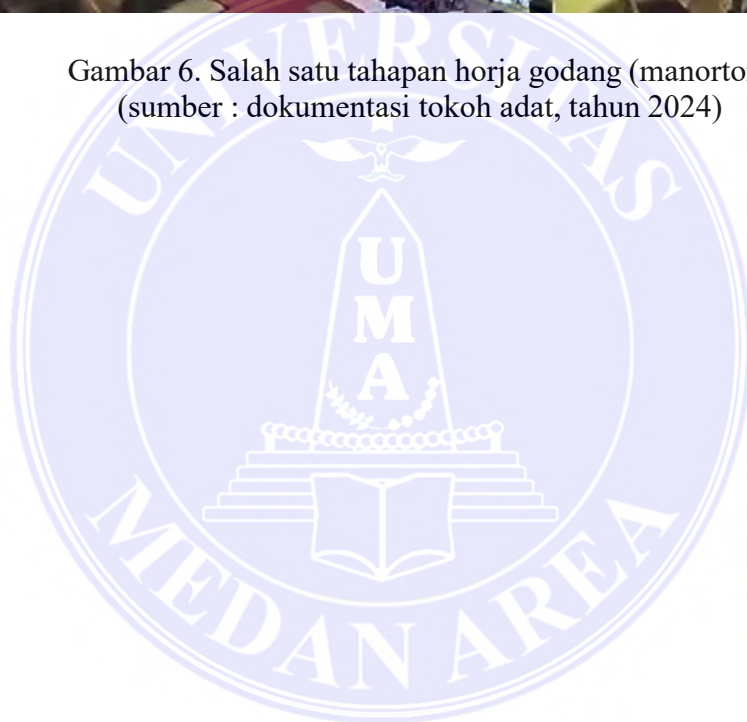 Gambar 6. Salah satu tahapan horja godang (manorto
(sumber : dokumentasi tokoh adat, tahun 2024)
UNIVERSITAS
UMA
MEDAN AREA